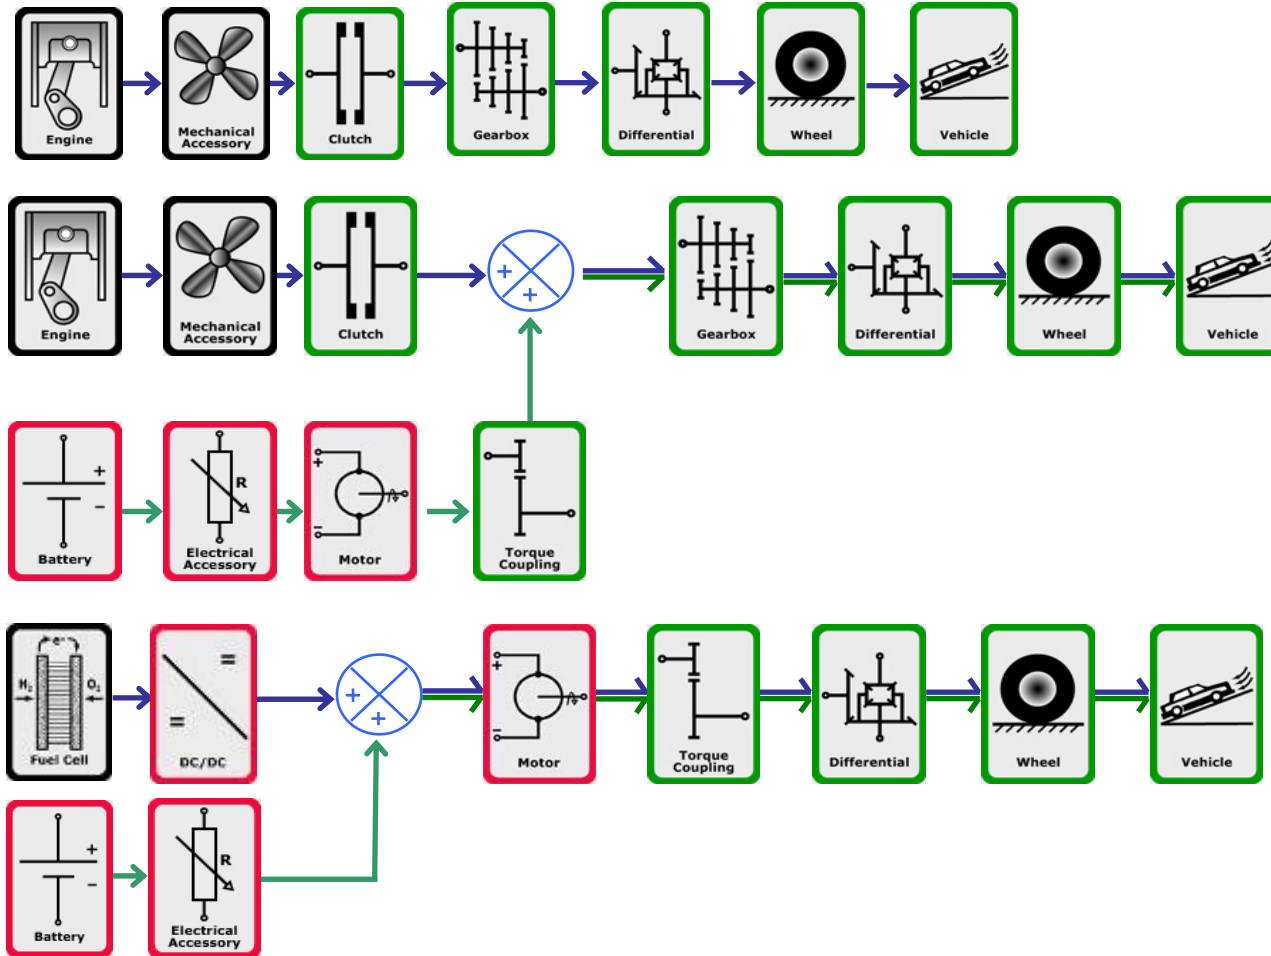 Engine
Mechanical
Accessory
Clutch
Gearbox
Differential
Wheel
Vehicle
Engine
Mechanical
Accessory
Clutch
+
+
Gearbox
Differential
Wheel
Vehicle
+
−
Battery
R
Electrical
Accessory
+
−
Motor
Torque
Coupling
e⁻
H₂
O₂
Fuel Cell
=
=
DC/DC
+
+
+
−
Motor
Torque
Coupling
Differential
Wheel
Vehicle
+
−
Battery
R
Electrical
Accessory